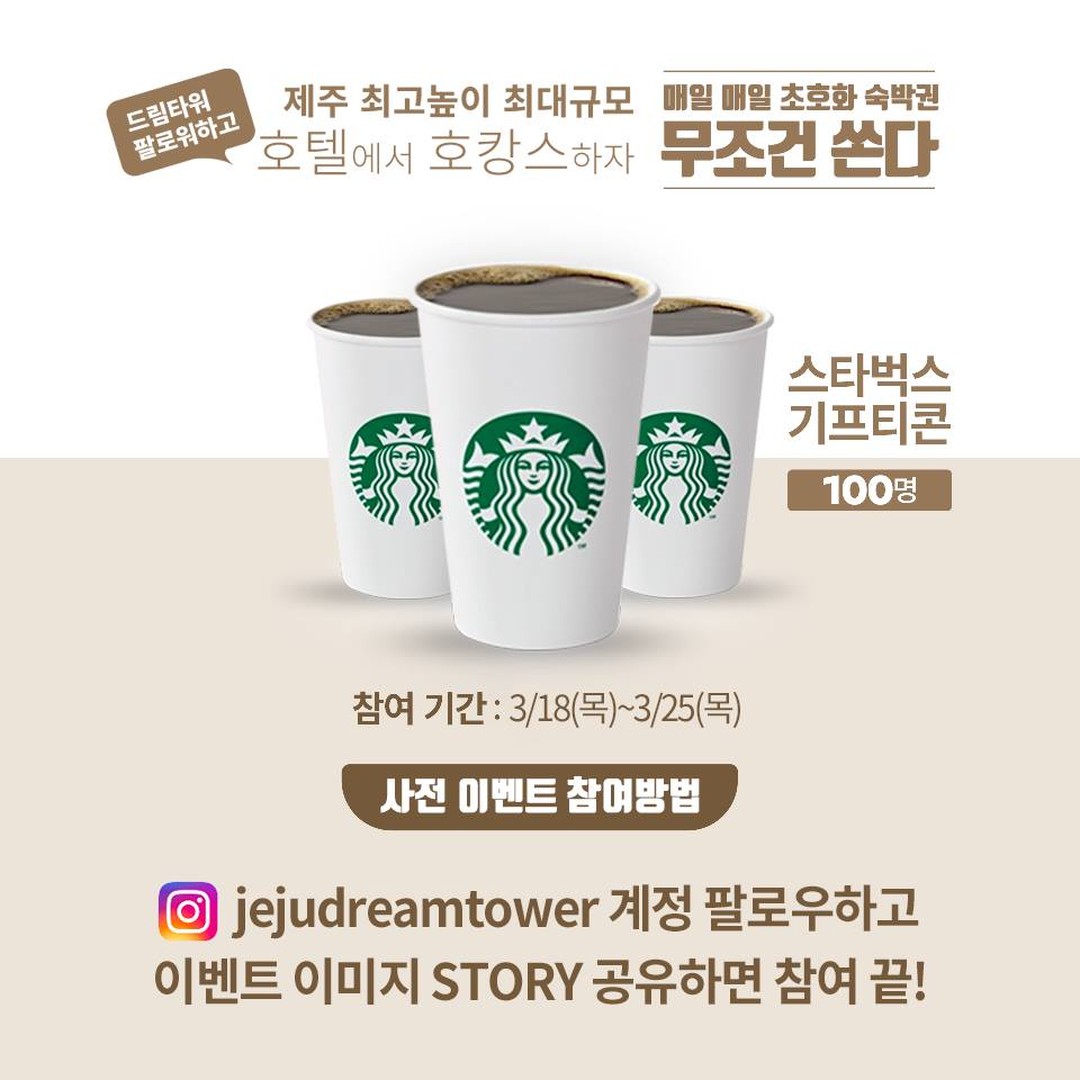 드림타워
팔로워하고
제주 최고높이 최대규모
호텔에서 호캉스하자
매일 매일 초호화 숙박권
무조건 쏜다
스타벅스
기프티콘
100명
TM
참여 기간 : 3/18(목)~3/25(목)
사전 이벤트 참여방법
jejudreamtower 계정 팔로우하고
이벤트 이미지 STORY 공유하면 참여 끝!